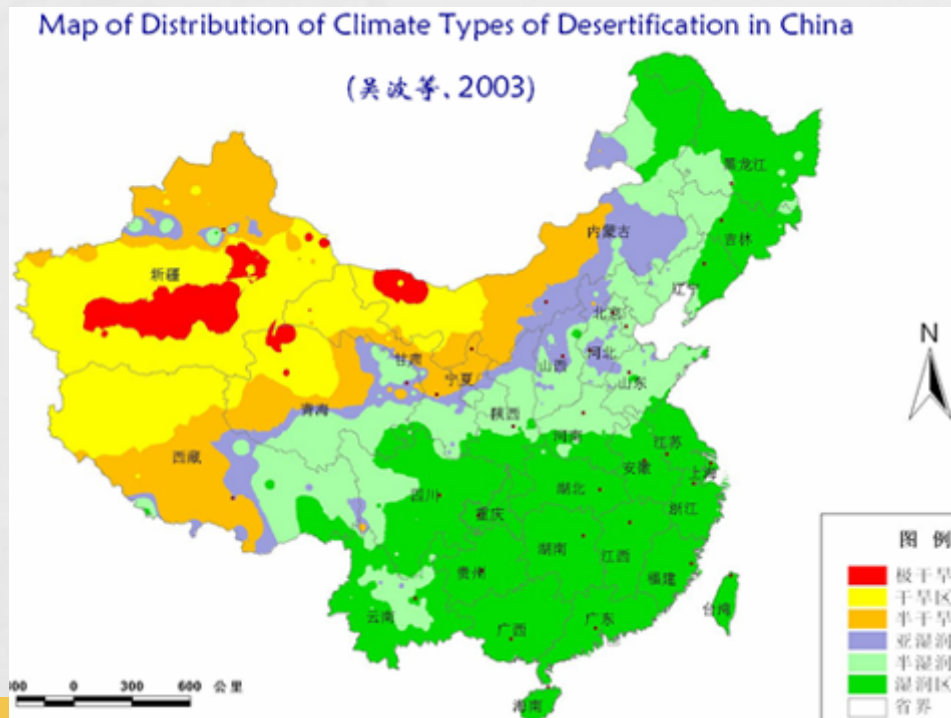 Map of Distribution of Climate Types of Desertification in China
(吴波等, 2003)
黑龙江
内蒙古
吉林
新疆
辽宁
北京
N
甘肃
河北
宁夏
山西
山东
青海
陕西
河南
江苏
西藏
安徽
上海
四川
湖北
重庆
浙江
湖南
江西
贵州
福建
云南
台湾
广西
广东
海南
图 例
极干旱
干旱区
半干旱
亚湿润
半湿润
湿润区
省界
000 0 300 600 公里